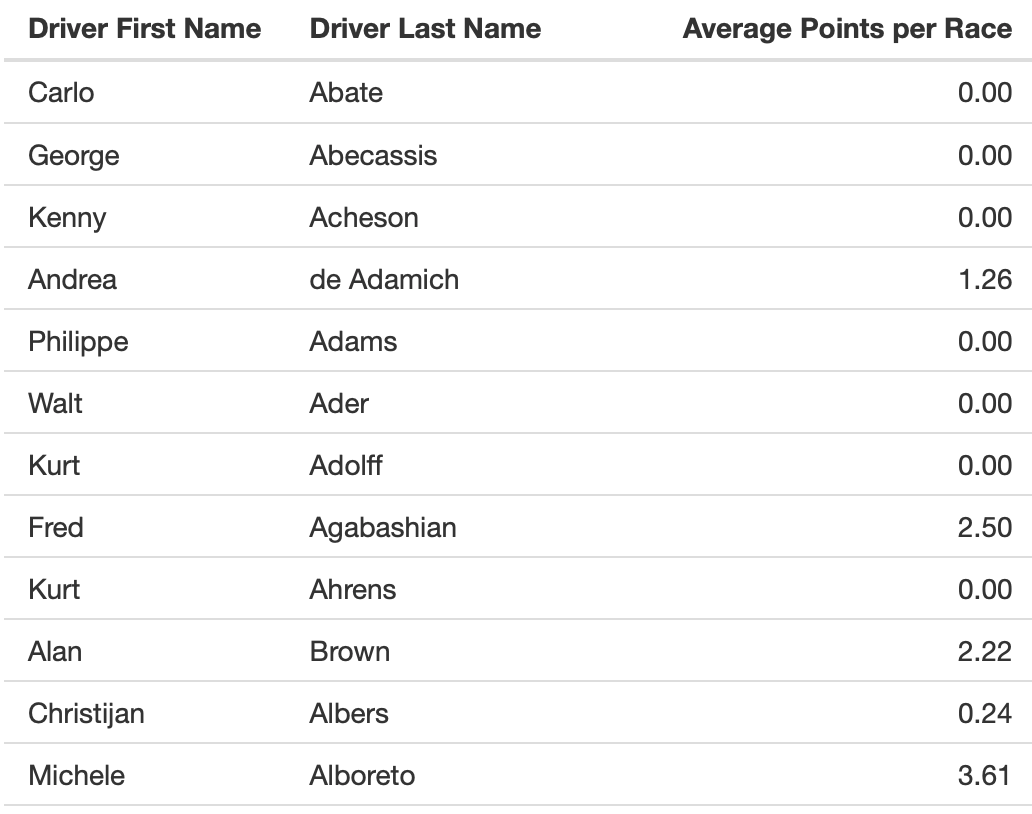 Driver First Name Driver Last Name Average Points per Race
Carlo Abate 0.00
George Abecassis 0.00
Kenny Acheson 0.00
Andrea de Adamich 1.26
Philippe Adams 0.00
Walt Ader 0.00
Kurt Adolff 0.00
Fred Agabashian 2.50
Kurt Ahrens 0.00
Alan Brown 2.22
Christijan Albers 0.24
Michele Alboreto 3.61